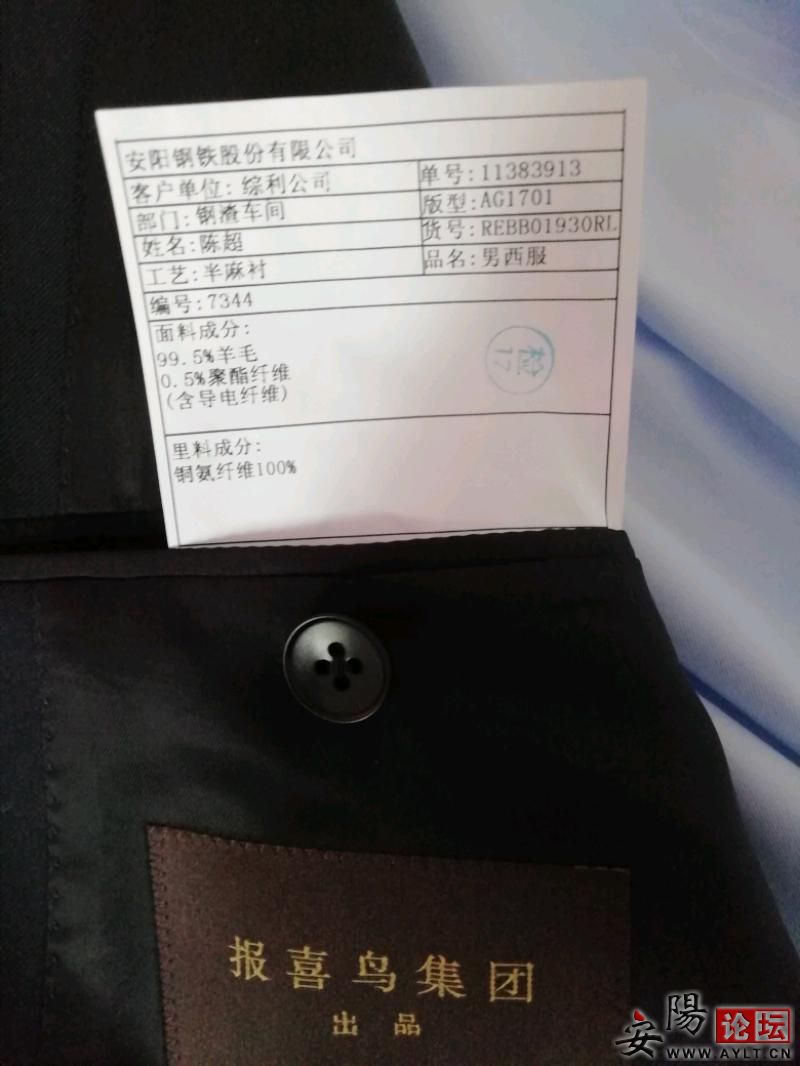 安阳钢铁股份有限公司
客户单位:综利公司 单号:11383913
部门:钢渣车间 版型:AG1701
姓名:陈超 货号:REBB01930RL
工艺:半麻衬 品名:男西服
编号:7344
面料成分:
99.5%羊毛
0.5%聚酯纤维
(含导电纤维)
检
17
里料成分:
铜氨纤维100%
报喜鸟集团
出品
安陽论坛
WWW.AYLT.CN